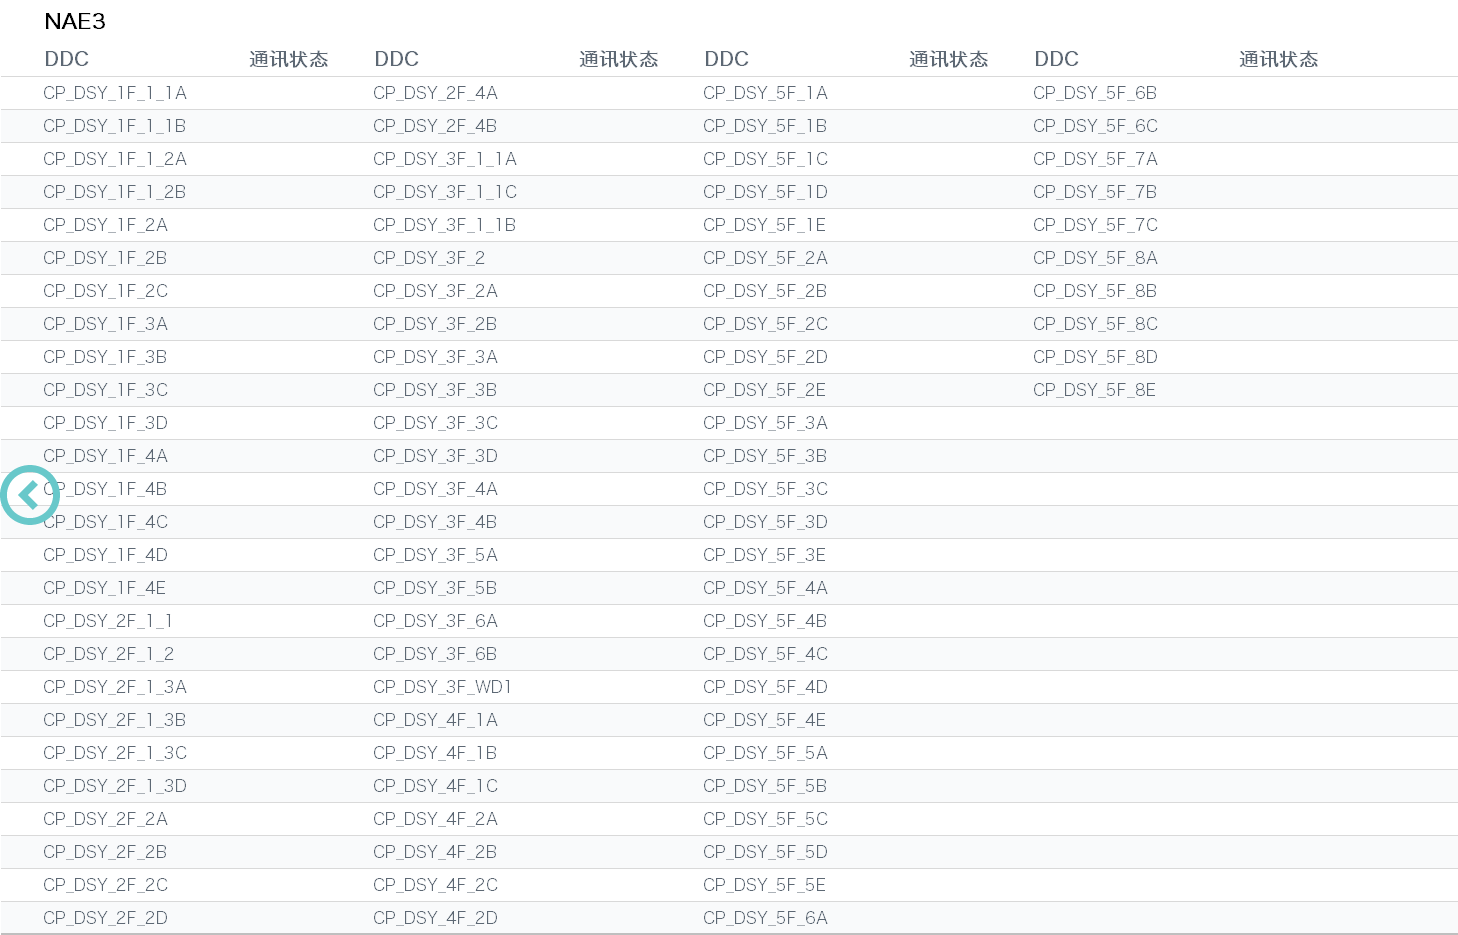 NAE3
DDC 通讯状态 DDC 通讯状态 DDC 通讯状态 DDC 通讯状态
CP_DSY_1F_1_1A CP_DSY_2F_4A CP_DSY_5F_1A CP_DSY_5F_6B
CP_DSY_1F_1_1B CP_DSY_2F_4B CP_DSY_5F_1B CP_DSY_5F_6C
CP_DSY_1F_1_2A CP_DSY_3F_1_1A CP_DSY_5F_1C CP_DSY_5F_7A
CP_DSY_1F_1_2B CP_DSY_3F_1_1C CP_DSY_5F_1D CP_DSY_5F_7B
CP_DSY_1F_2A CP_DSY_3F_1_1B CP_DSY_5F_1E CP_DSY_5F_7C
CP_DSY_1F_2B CP_DSY_3F_2 CP_DSY_5F_2A CP_DSY_5F_8A
CP_DSY_1F_2C CP_DSY_3F_2A CP_DSY_5F_2B CP_DSY_5F_8B
CP_DSY_1F_3A CP_DSY_3F_2B CP_DSY_5F_2C CP_DSY_5F_8C
CP_DSY_1F_3B CP_DSY_3F_3A CP_DSY_5F_2D CP_DSY_5F_8D
CP_DSY_1F_3C CP_DSY_3F_3B CP_DSY_5F_2E CP_DSY_5F_8E
CP_DSY_1F_3D CP_DSY_3F_3C CP_DSY_5F_3A
CP_DSY_1F_4A CP_DSY_3F_3D CP_DSY_5F_3B
CP_DSY_1F_4B CP_DSY_3F_4A CP_DSY_5F_3C
CP_DSY_1F_4C CP_DSY_3F_4B CP_DSY_5F_3D
CP_DSY_1F_4D CP_DSY_3F_5A CP_DSY_5F_3E
CP_DSY_1F_4E CP_DSY_3F_5B CP_DSY_5F_4A
CP_DSY_2F_1_1 CP_DSY_3F_6A CP_DSY_5F_4B
CP_DSY_2F_1_2 CP_DSY_3F_6B CP_DSY_5F_4C
CP_DSY_2F_1_3A CP_DSY_3F_WD1 CP_DSY_5F_4D
CP_DSY_2F_1_3B CP_DSY_4F_1A CP_DSY_5F_4E
CP_DSY_2F_1_3C CP_DSY_4F_1B CP_DSY_5F_5A
CP_DSY_2F_1_3D CP_DSY_4F_1C CP_DSY_5F_5B
CP_DSY_2F_2A CP_DSY_4F_2A CP_DSY_5F_5C
CP_DSY_2F_2B CP_DSY_4F_2B CP_DSY_5F_5D
CP_DSY_2F_2C CP_DSY_4F_2C CP_DSY_5F_5E
CP_DSY_2F_2D CP_DSY_4F_2D CP_DSY_5F_6A